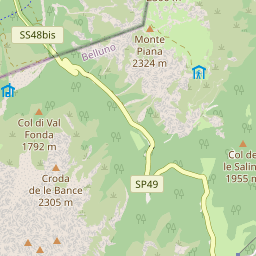 SS48bis
Belluno
Monte
Piana
2324 m
Col di Val
Fonda
1792 m
Croda
de le Bance
2305 m
SP49
Col de
le Salin
1955 m